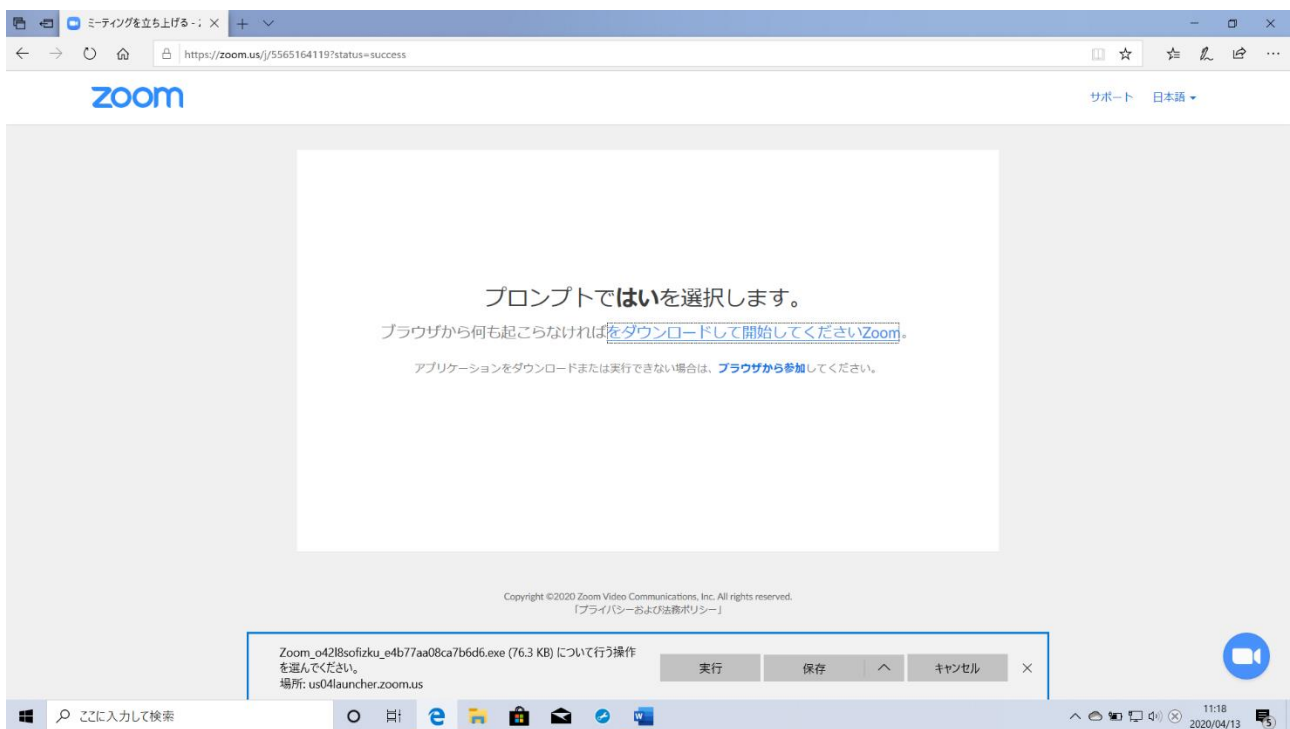 ミーティングを立ち上げる - ;
https://zoom.us/j/5565164119?status=success
zoom
サポート 日本語
プロンプトではいを選択します。
ブラウザから何も起こらなければをダウンロードして開始してくださいZoom。
アプリケーションをダウンロードまたは実行できない場合は、ブラウザから参加してください。
Copyright ©2020 Zoom Video Communications, Inc. All rights reserved.
「プライバシーおよび法務ポリシー」
Zoom_o42l8sofizku_e4b77aa08ca7b6d6.exe (76.3 KB) について行う操作
を選んでください。
場所: us04launcher.zoom.us
実行 保存 キャンセル
ここに入力して検索
11:18
2020/04/13
5